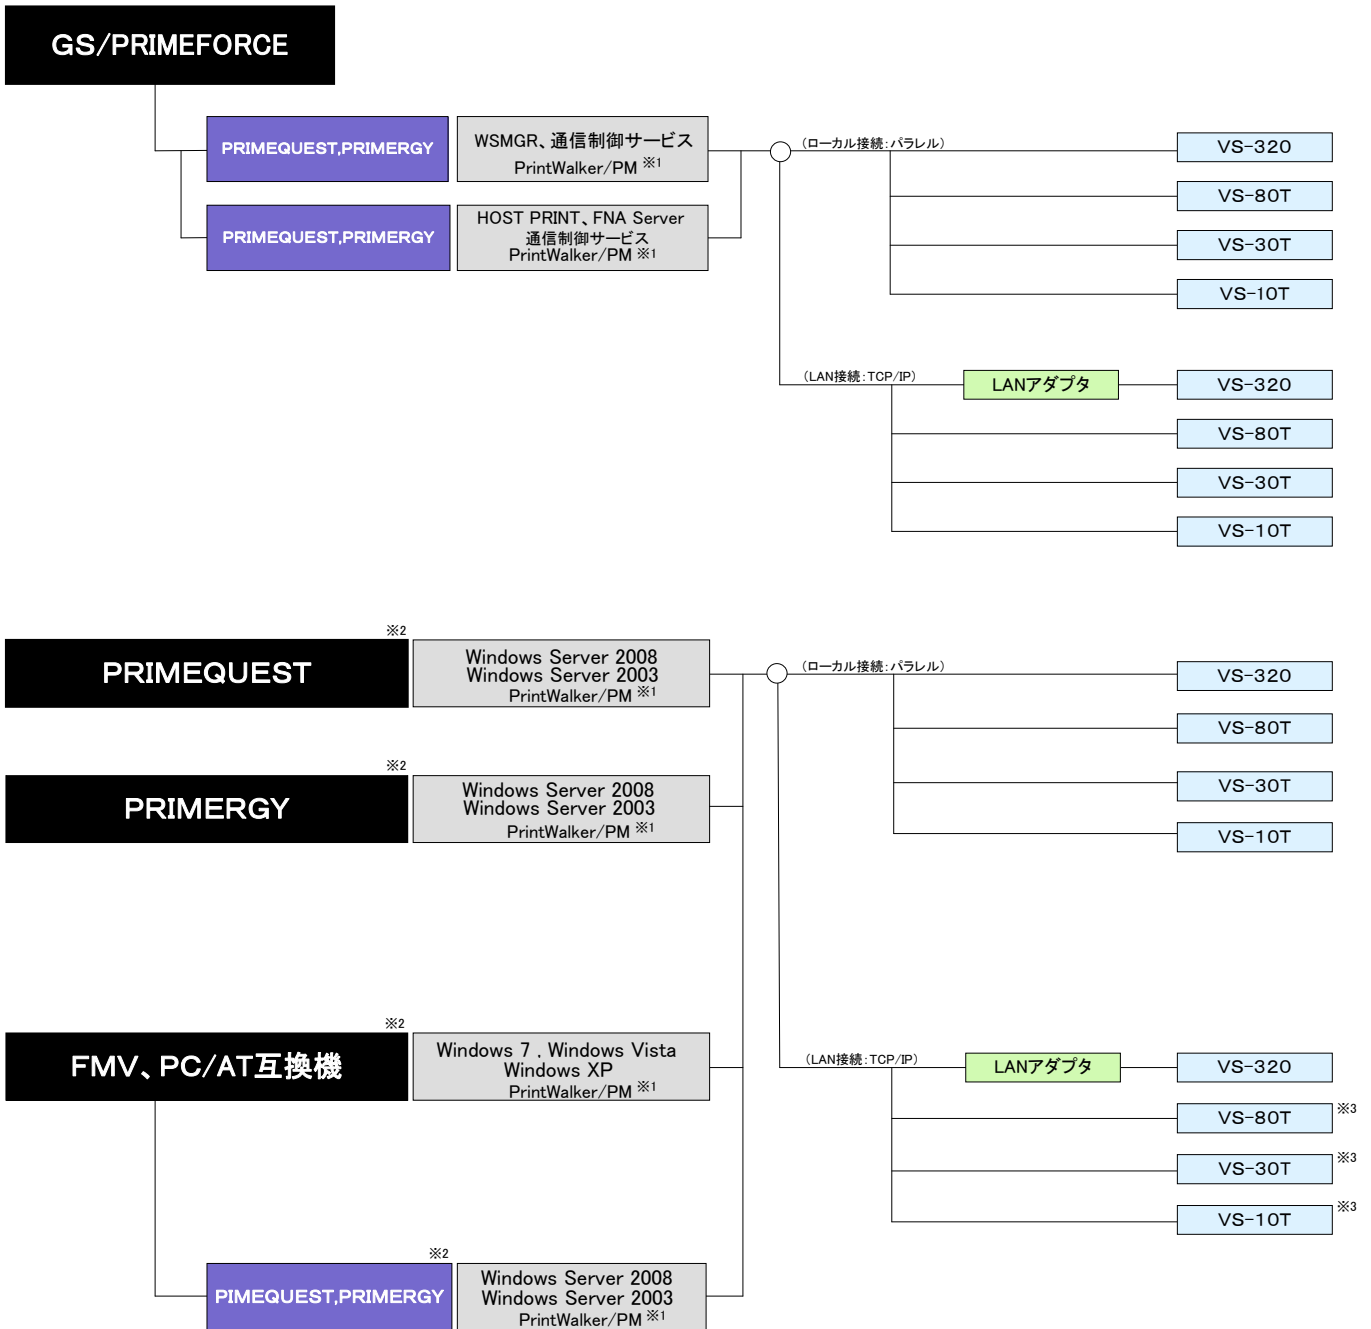 GS/PRIMEFORCE
PRIMEQUEST,PRIMERGY
WSMGR、通信制御サービス
PrintWalker/PM ※1
PRIMEQUEST,PRIMERGY
HOST PRINT、FNA Server
通信制御サービス
PrintWalker/PM ※1
（ローカル接続：パラレル）
VS-320
VS-80T
VS-30T
VS-10T
（LAN接続：TCP/IP）
LANアダプタ
VS-320
VS-80T
VS-30T
VS-10T
※2
PRIMEQUEST
Windows Server 2008
Windows Server 2003
PrintWalker/PM ※1
※2
PRIMERGY
Windows Server 2008
Windows Server 2003
PrintWalker/PM ※1
（ローカル接続：パラレル）
VS-320
VS-80T
VS-30T
VS-10T
※2
FMV、PC/AT互換機
Windows 7 , Windows Vista
Windows XP
PrintWalker/PM ※1
（LAN接続：TCP/IP）
LANアダプタ
VS-320
VS-80T ※3
VS-30T ※3
VS-10T ※3
※2
PIMEQUEST,PRIMERGY
Windows Server 2008
Windows Server 2003
PrintWalker/PM ※1